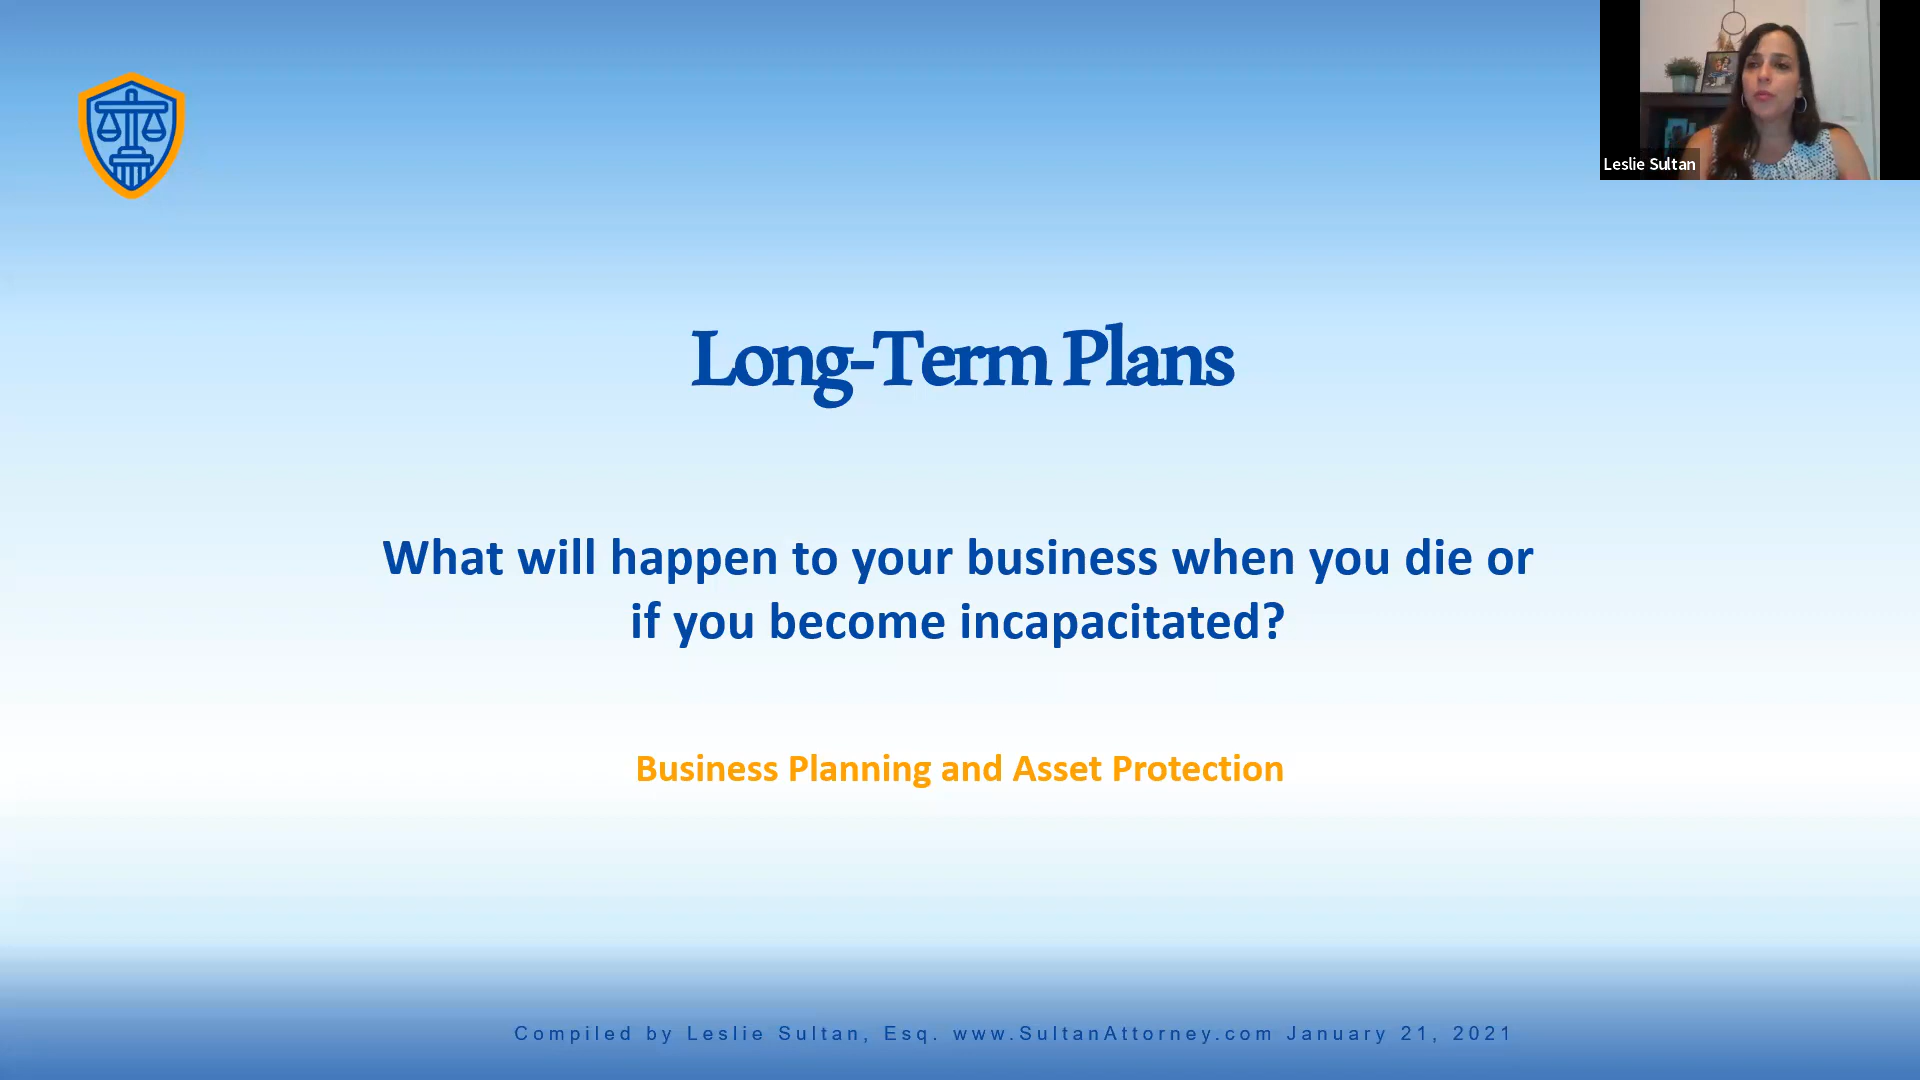 Leslie Sultan
Long-Term Plans
What will happen to your business when you die or
if you become incapacitated?
Business Planning and Asset Protection
Compiled by Leslie Sultan, Esq. www.SultanAttorney.com January 21, 2021